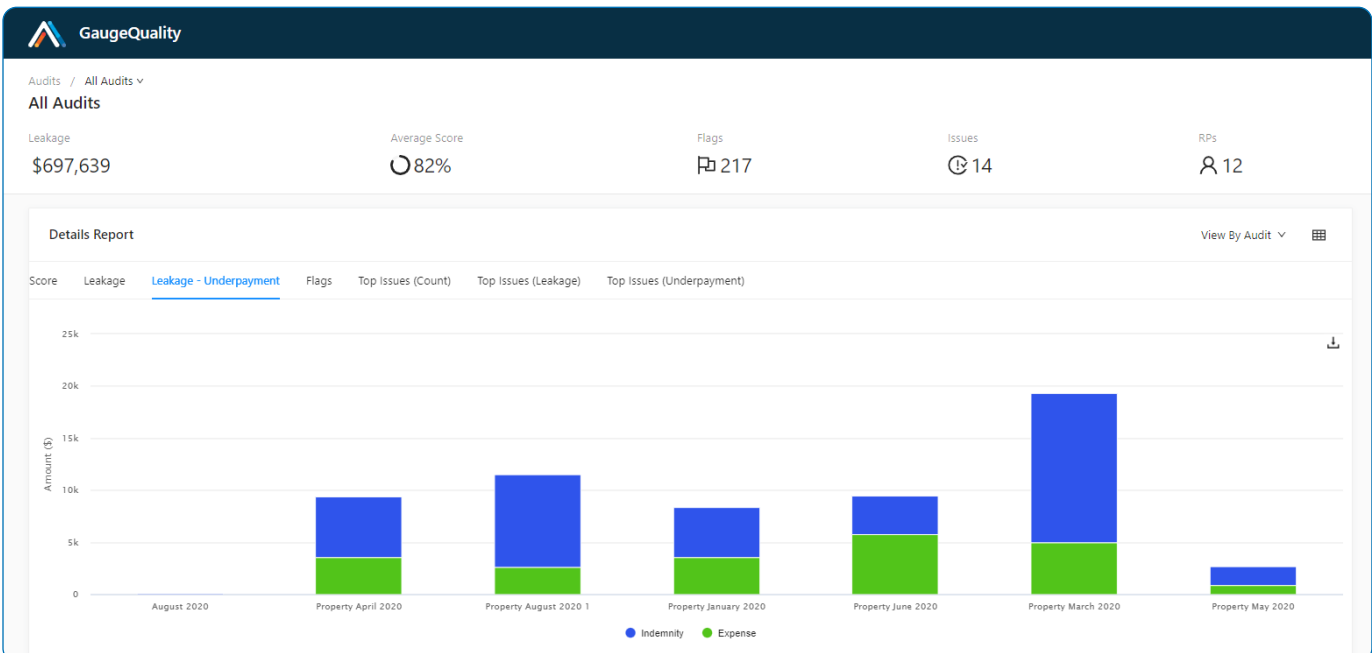 GaugeQuality
Audits / All Audits
All Audits
Leakage Average Score Flags Issues RPs
$697,639 82% 217 14 12
Details Report View By Audit
Score Leakage Leakage - Underpayment Flags Top Issues (Count) Top Issues (Leakage) Top Issues (Underpayment)
25k
20k
15k
10k
5k
0
Amount ($)
August 2020 Property April 2020 Property August 2020 1 Property January 2020 Property June 2020 Property March 2020 Property May 2020
Indemnity Expense